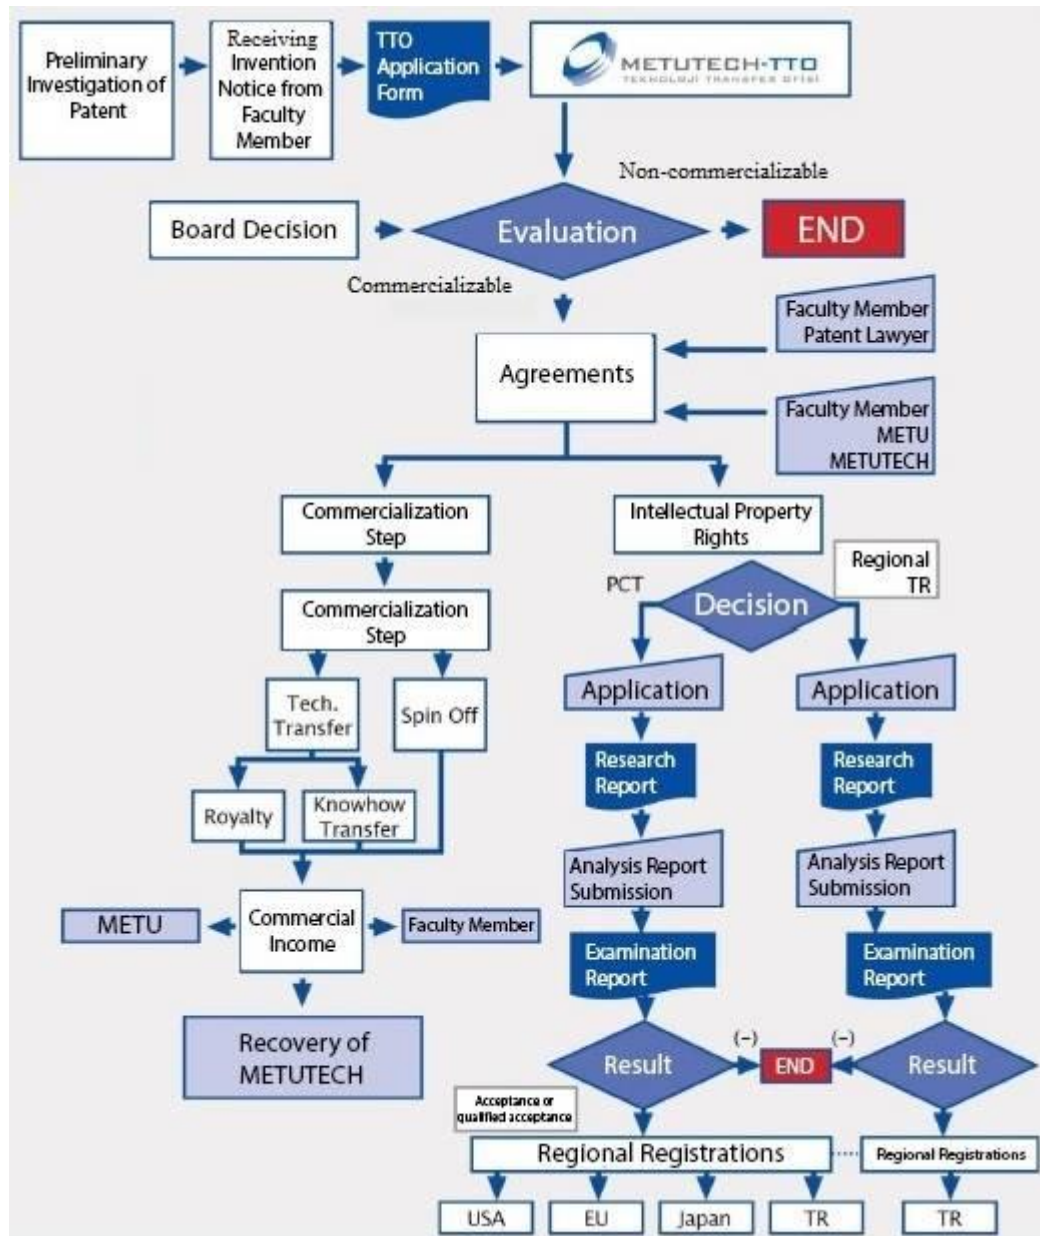 Preliminary
Investigation of
Patent
Receiving
Invention
Notice from
Faculty
Member
TTO
Application
Form
METUTECH-TTO
TEKNOLOJİ TRANSFER OFİSİ
Non-commercializable
Board Decision
Evaluation
END
Commercializable
Faculty Member
Patent Lawyer
Agreements
Faculty Member
METU
METUTECH
Commercialization
Step
Intellectual Property
Rights
Regional
TR
PCT
Decision
Commercialization
Step
Application
Application
Tech.
Transfer
Spin Off
Research
Report
Research
Report
Royalty
Knowhow
Transfer
Analysis Report
Submission
Analysis Report
Submission
METU
Commercial
Income
Faculty Member
Examination
Report
Examination
Report
Recovery of
METUTECH
Result
(−)
END
(−)
Result
Acceptance or
qualified acceptance
Regional Registrations
Regional Registrations
USA
EU
Japan
TR
TR